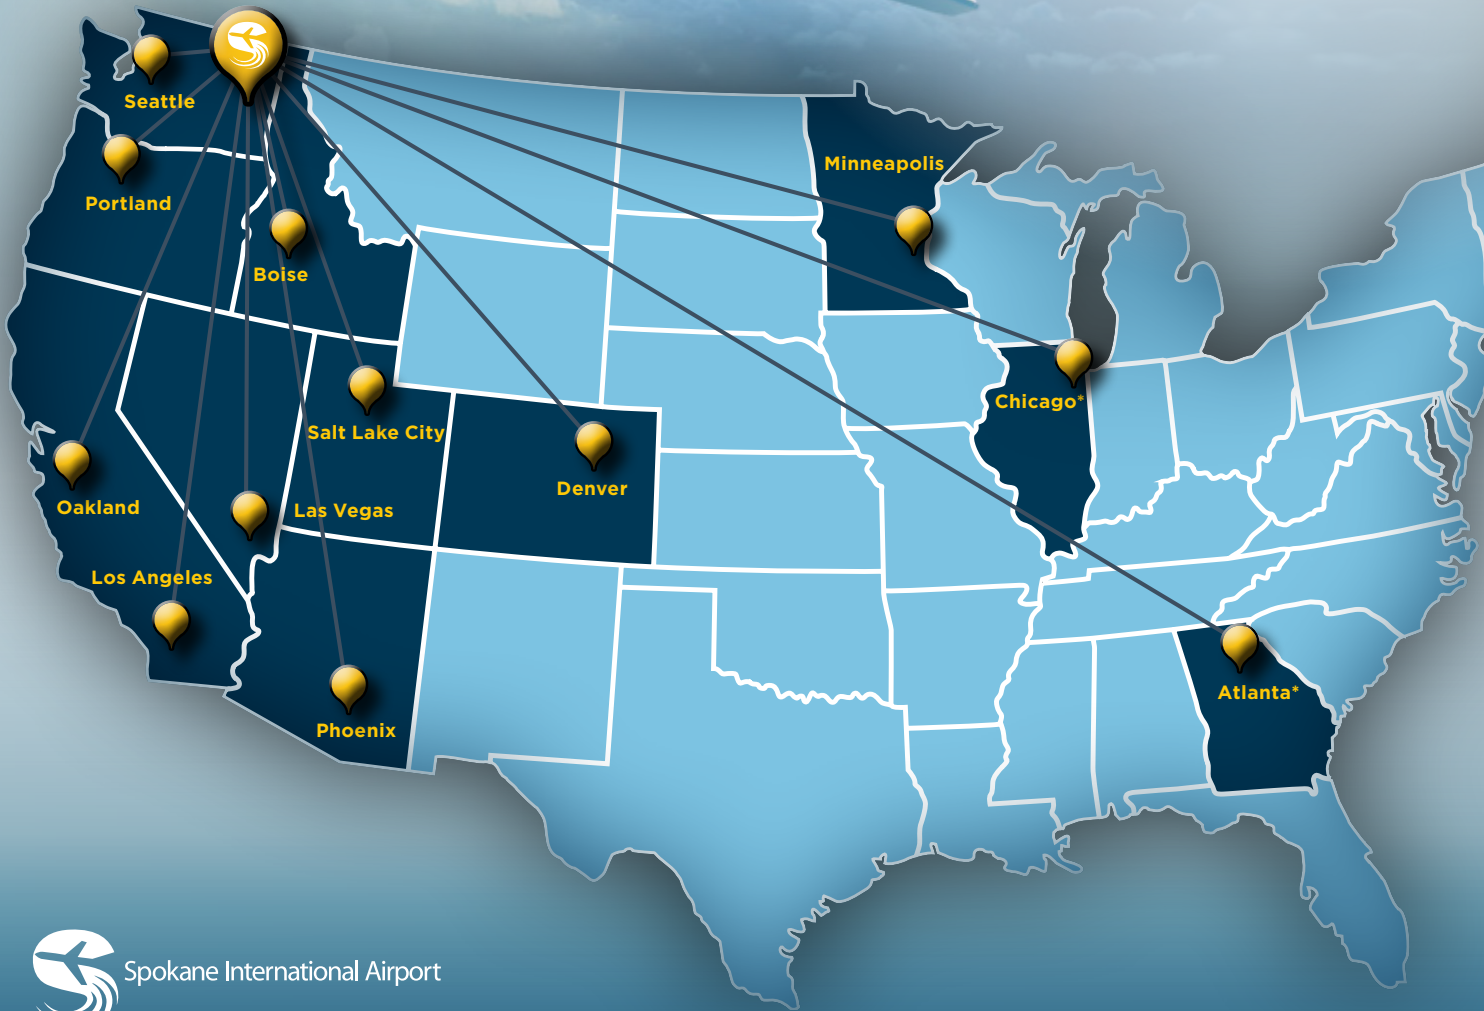 Seattle
Minneapolis
Portland
Boise
Chicago*
Salt Lake City
Denver
Oakland
Las Vegas
Los Angeles
Atlanta*
Phoenix
Spokane International Airport